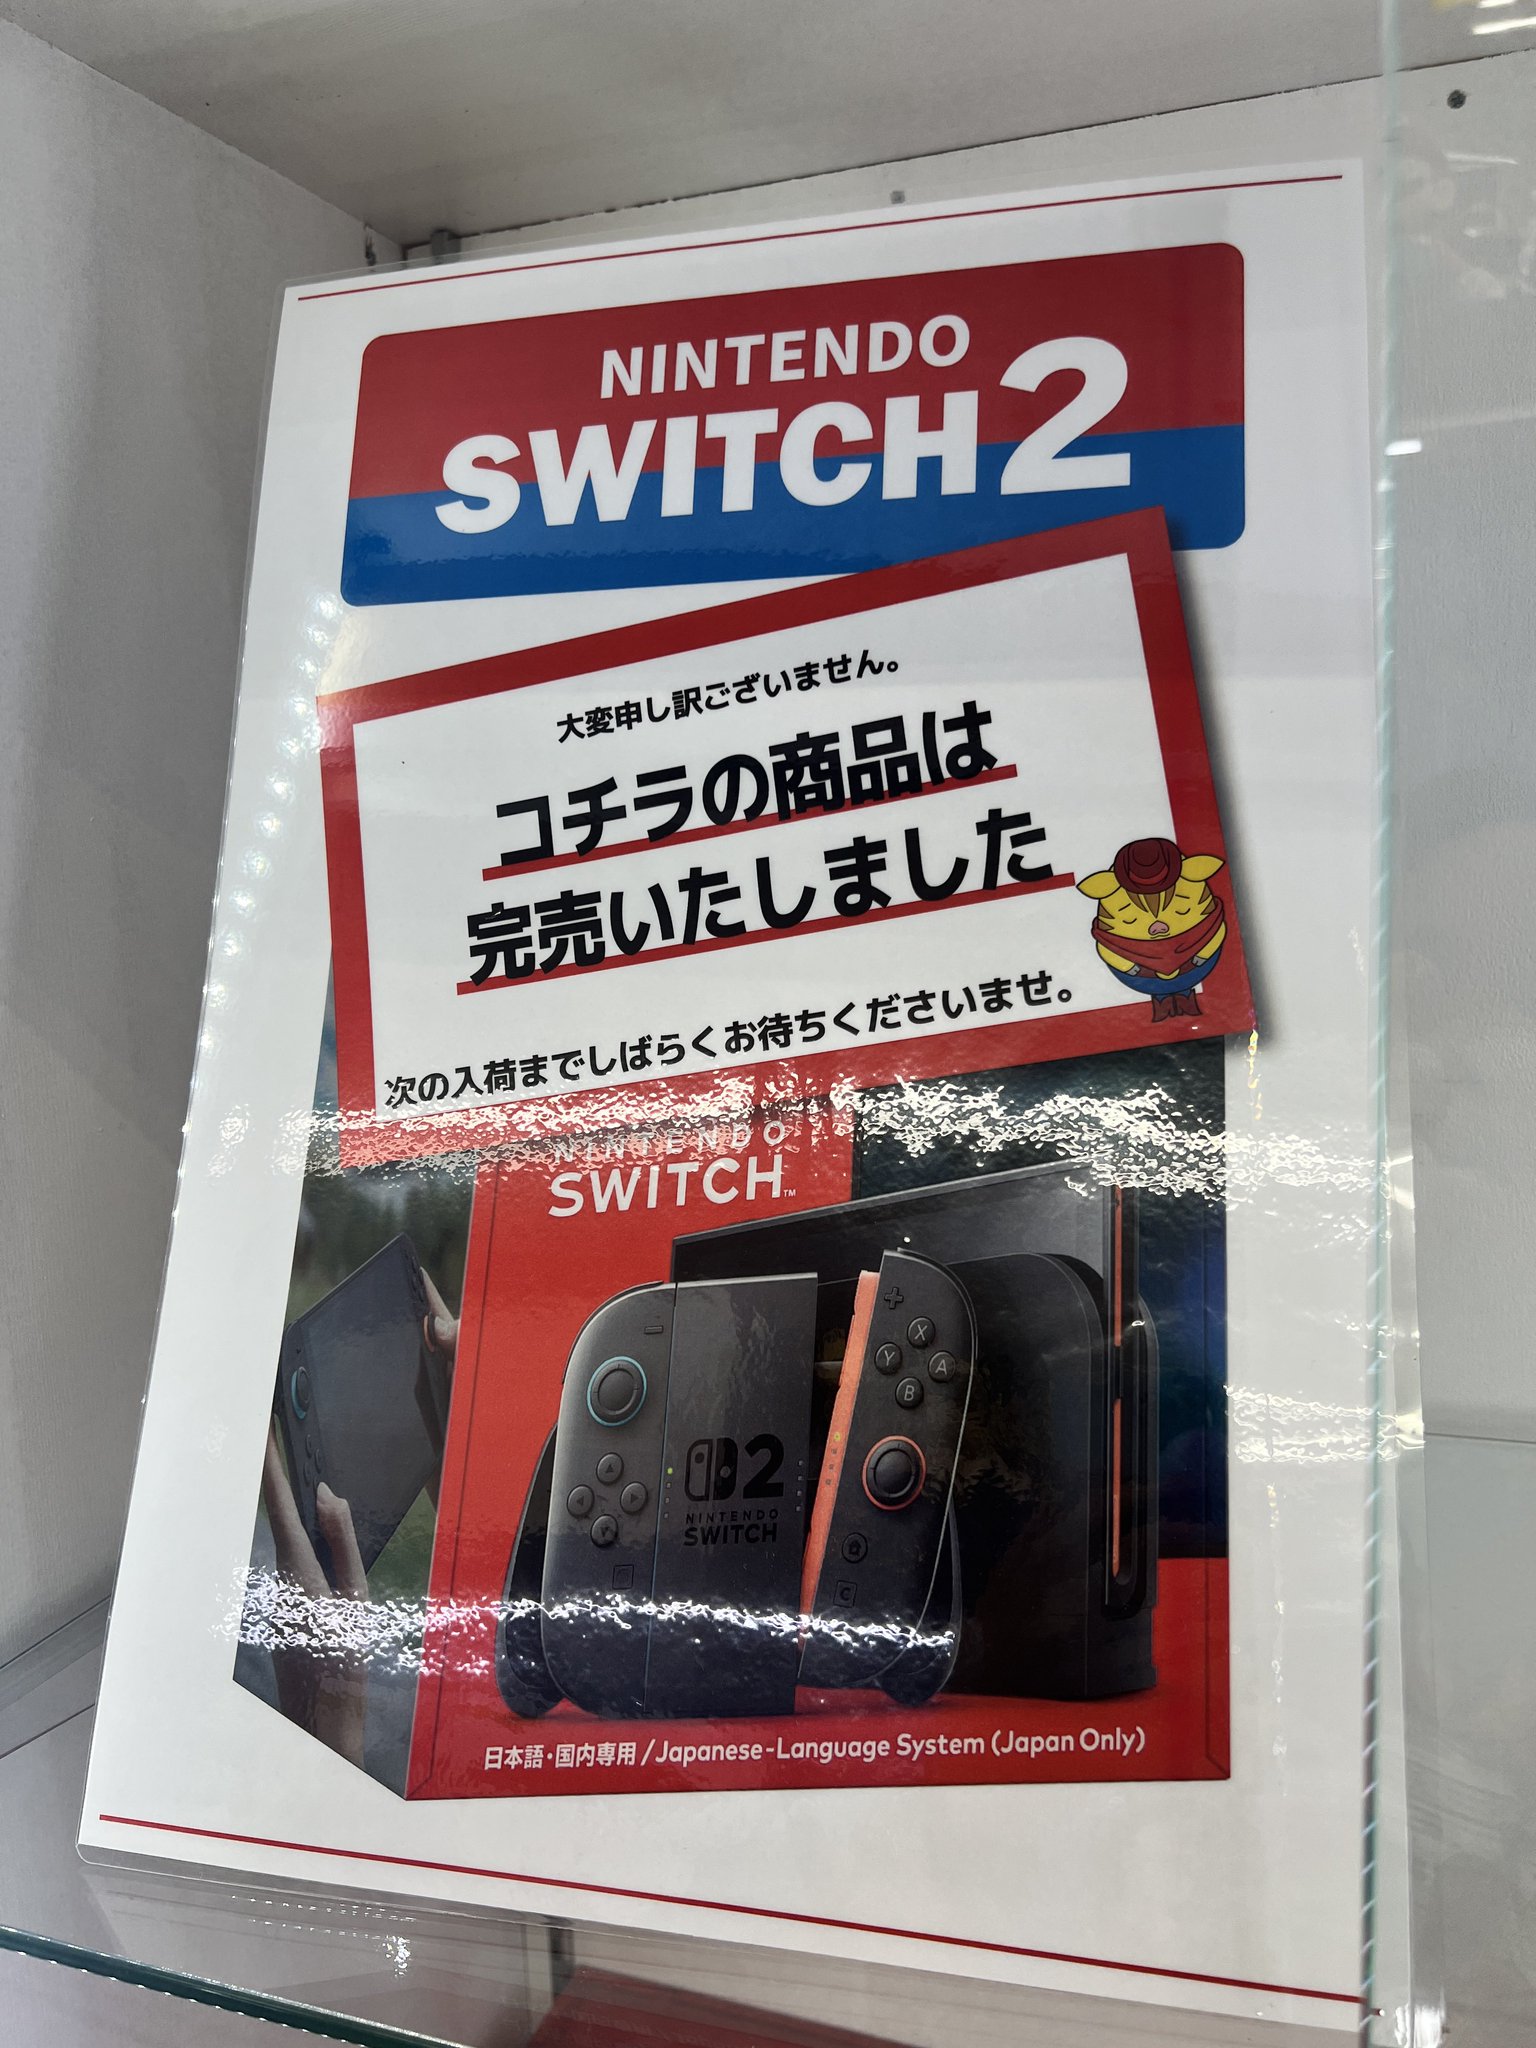 NINTENDO
SWITCH 2
大変申し訳ございません。
コチラの商品は
完売いたしました
次の入荷までしばらくお待ちくださいませ。
NINTENDO
SWITCH™
X
Y
A
B
2
NINTENDO
SWITCH
C
日本語・国内専用/Japanese-Language System (Japan Only)